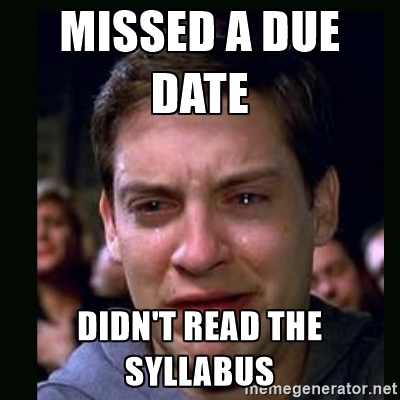 MISSED A DUE
DATE
DIDN'T READ THE
SYLLABUS
memegenerator.net